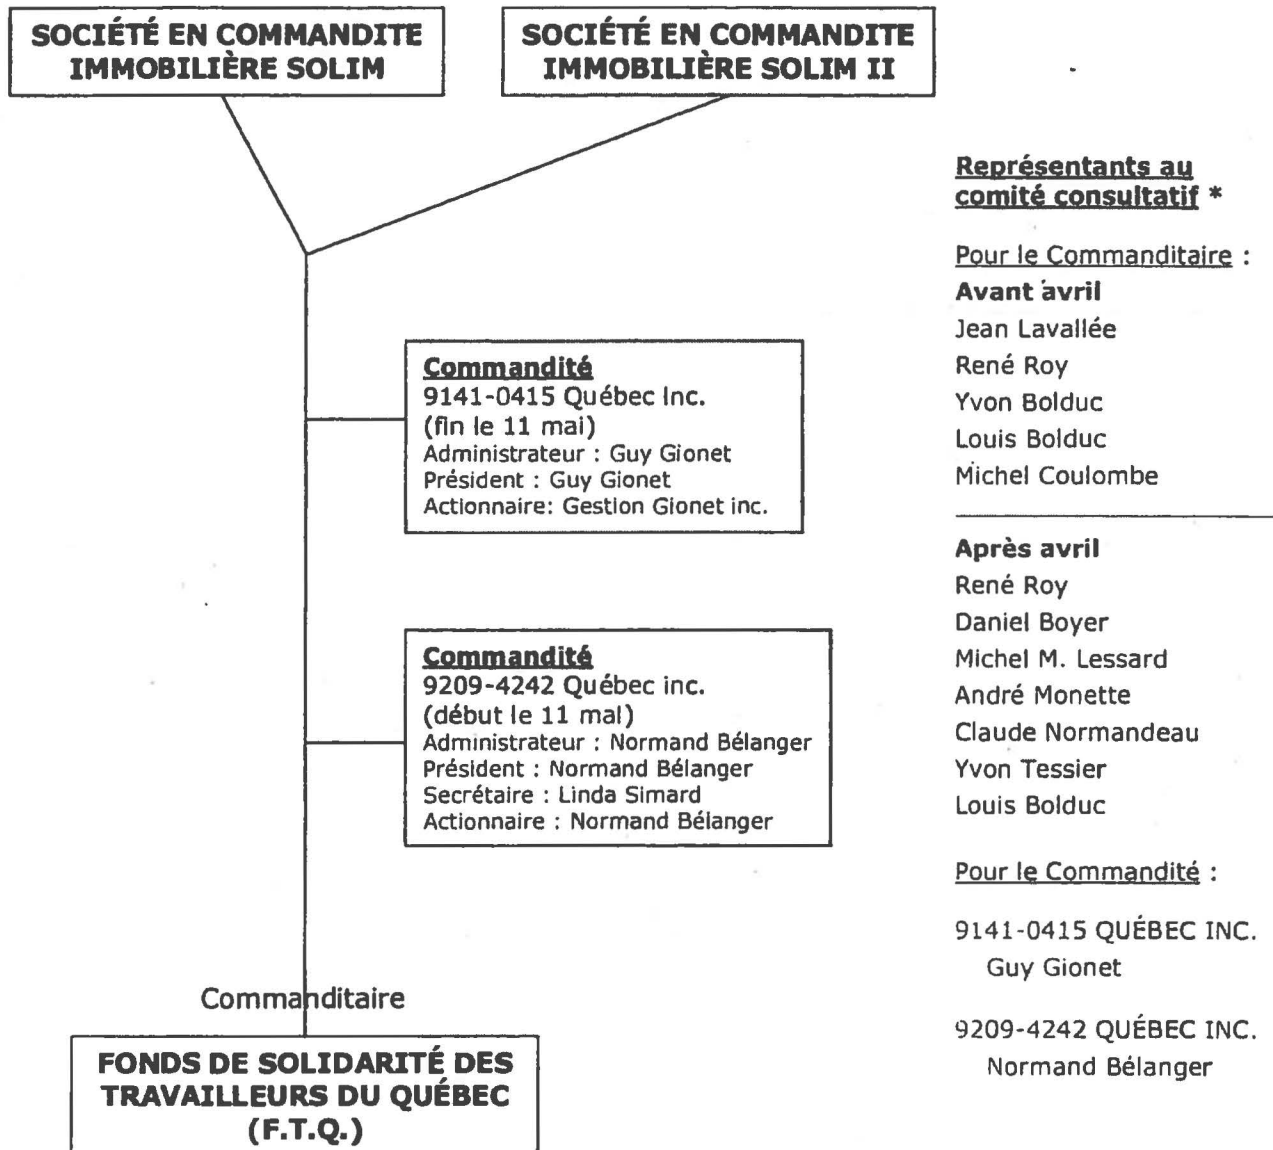 SOCIÉTÉ EN COMMANDITE
IMMOBILIÈRE SOLIM
SOCIÉTÉ EN COMMANDITE
IMMOBILIÈRE SOLIM II
Représentants au
comité consultatif *
Pour le Commanditaire :
Avant avril
Jean Lavallée
René Roy
Yvon Bolduc
Louis Bolduc
Michel Coulombe
Après avril
René Roy
Daniel Boyer
Michel M. Lessard
André Monette
Claude Normandeau
Yvon Tessier
Louis Bolduc
Pour le Commandité :
9141-0415 QUÉBEC INC.
Guy Gionet
9209-4242 QUÉBEC INC.
Normand Bélanger
Commandité
9141-0415 Québec Inc.
(fin le 11 mai)
Administrateur : Guy Gionet
Président : Guy Gionet
Actionnaire: Gestion Gionet inc.
Commandité
9209-4242 Québec inc.
(début le 11 mai)
Administrateur : Normand Bélanger
Président : Normand Bélanger
Secrétaire : Linda Simard
Actionnaire : Normand Bélanger
Commanditaire
FONDS DE SOLIDARITÉ DES
TRAVAILLEURS DU QUÉBEC
(F.T.Q.)